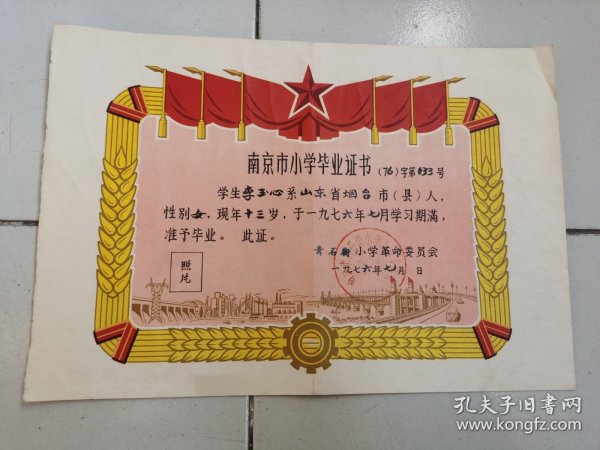 南京市小学毕业证书(76)字第033号
学生李玉心系山东省烟台市(县)人,
性别女,现年十三岁,于一九七六年七月学习期满,
准予毕业。 此证。
青石街小学革命委员会
一九七六年七月 日
照片
孔夫子旧书网
www.kongfz.com